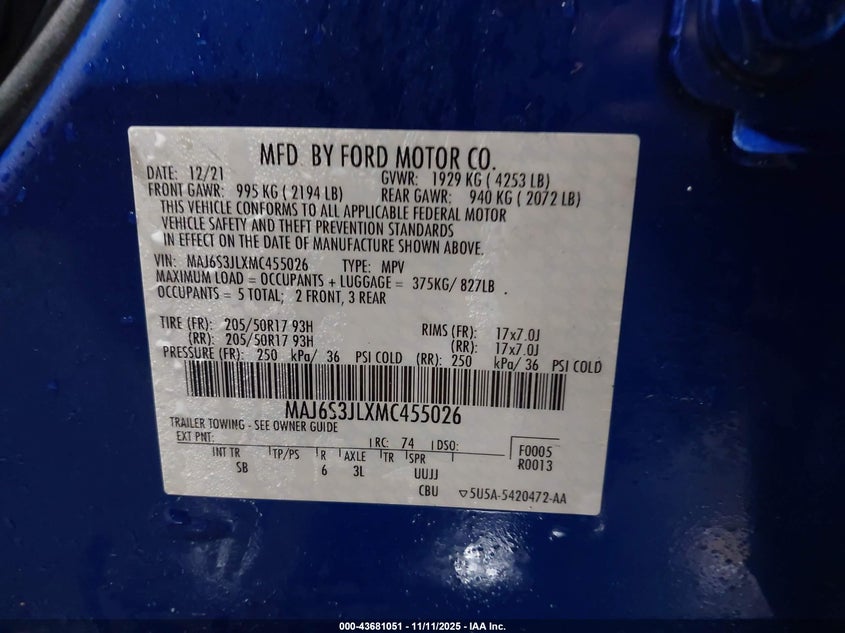 MFD BY FORD MOTOR CO.
DATE: 12/21 GVWR: 1929 KG ( 4253 LB)
FRONT GAWR: 995 KG ( 2194 LB) REAR GAWR: 940 KG ( 2072 LB)
THIS VEHICLE CONFORMS TO ALL APPLICABLE FEDERAL MOTOR
VEHICLE SAFETY AND THEFT PREVENTION STANDARDS
IN EFFECT ON THE DATE OF MANUFACTURE SHOWN ABOVE.
VIN: MAJ6S3JLXMC455026 TYPE: MPV
MAXIMUM LOAD = OCCUPANTS + LUGGAGE = 375KG/ 827LB .
OCCUPANTS = 5 TOTAL; 2 FRONT, 3 REAR
TIRE (FR): 205/50R17 93H RIMS (FR): 17x7.0J
(RR): 205/50R17 93H (RR): 17x7.0J
PRESSURE (FR): 250 kPa/ 36 PSI COLD (RR): 250 kPa/ 36 PSI COLD
MAJ6S3JLXMC455026
TRAILER TOWING - SEE OWNER GUIDE
EXT PNT: RC: 74 DSO: F0005
INT TR TP/PS R AXLE TR SPR R0013
SB 6 3L UUJJ
CBU 5U5A-5420472-AA
000-43681051 - 11/11/2025 - IAA Inc.